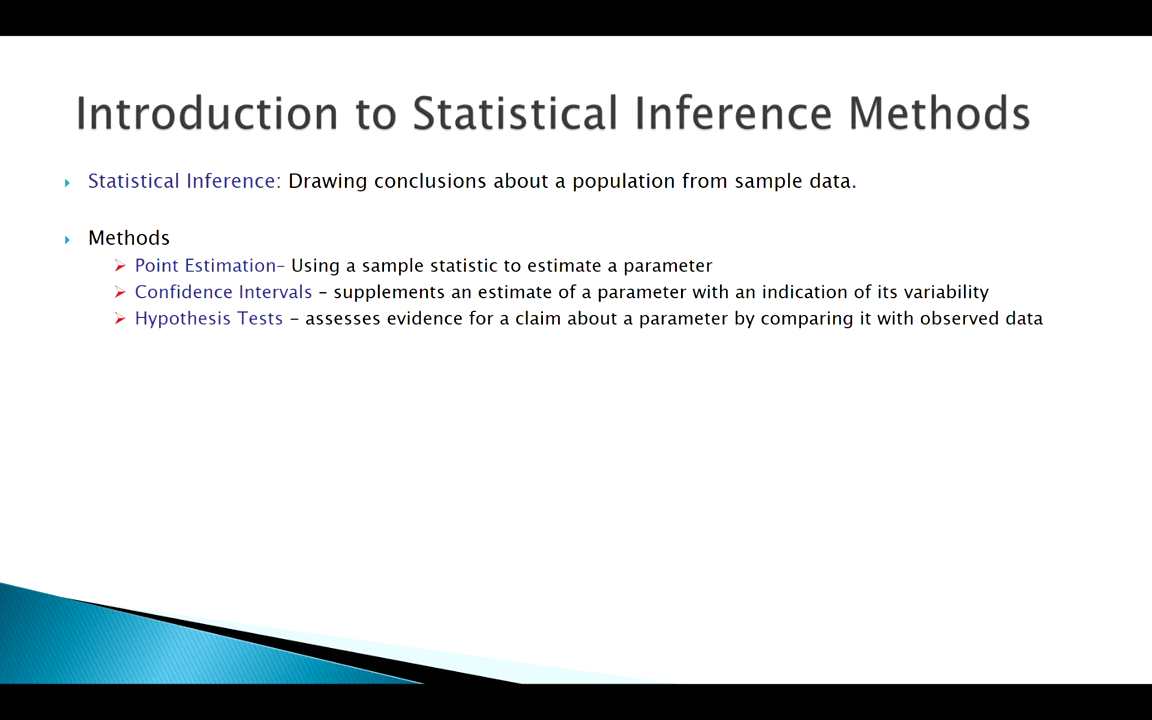 Introduction to Statistical Inference Methods
Statistical Inference: Drawing conclusions about a population from sample data.
Methods
Point Estimation– Using a sample statistic to estimate a parameter
Confidence Intervals – supplements an estimate of a parameter with an indication of its variability
Hypothesis Tests – assesses evidence for a claim about a parameter by comparing it with observed data